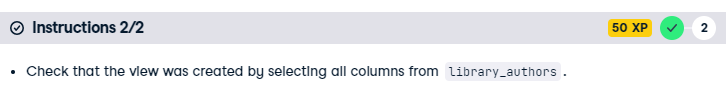 Instructions 2/2
50 XP
2
• Check that the view was created by selecting all columns from library_authors .